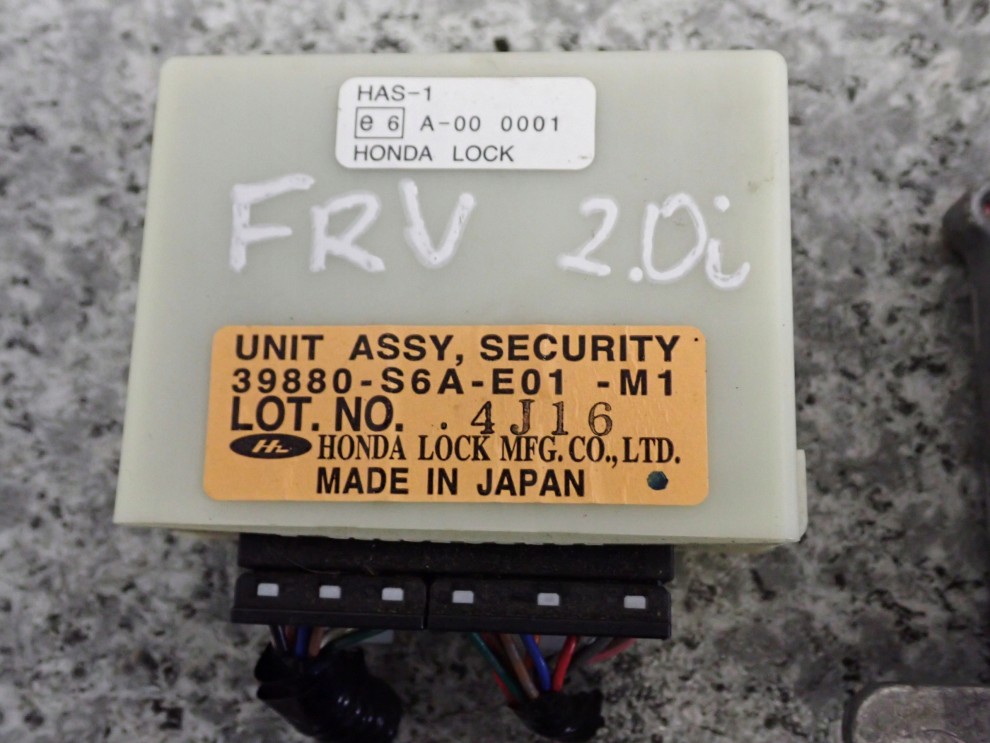 HAS-1
e 6 A-00 0001
HONDA LOCK
FRV 2.0i
UNIT ASSY, SECURITY
39880-S6A-E01 -M1
LOT. NO. . 4J16
HL HONDA LOCK MFG. CO., LTD.
MADE IN JAPAN